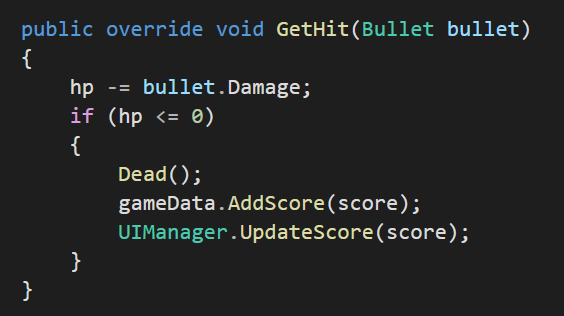 public override void GetHit(Bullet bullet)
{
    hp -= bullet.Damage;
    if (hp <= 0)
    {
        Dead();
        gameData.AddScore(score);
        UIManager.UpdateScore(score);
    }
}